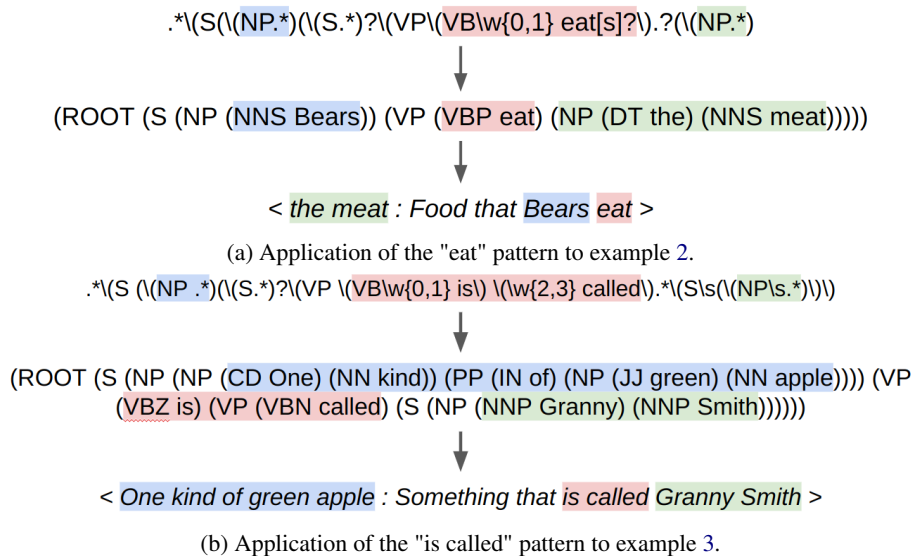 .*\(S(\(NP.*)(\(S.*)?\(VP\(VB\w{0,1} eat[s]?\).?(\(NP.*)
(ROOT (S (NP (NNS Bears)) (VP (VBP eat) (NP (DT the) (NNS meat)))))
< the meat : Food that Bears eat >
(a) Application of the "eat" pattern to example 2.
.*\(S (\(NP .*)(\(S.*)?\(VP \(VB\w{0,1} is\) \(\w{2,3} called\).*\(S\s(\(NP\s.*)\)\)
(ROOT (S (NP (NP (CD One) (NN kind)) (PP (IN of) (NP (JJ green) (NN apple)))) (VP
(VBZ is) (VP (VBN called) (S (NP (NNP Granny) (NNP Smith))))))
< One kind of green apple : Something that is called Granny Smith >
(b) Application of the "is called" pattern to example 3.